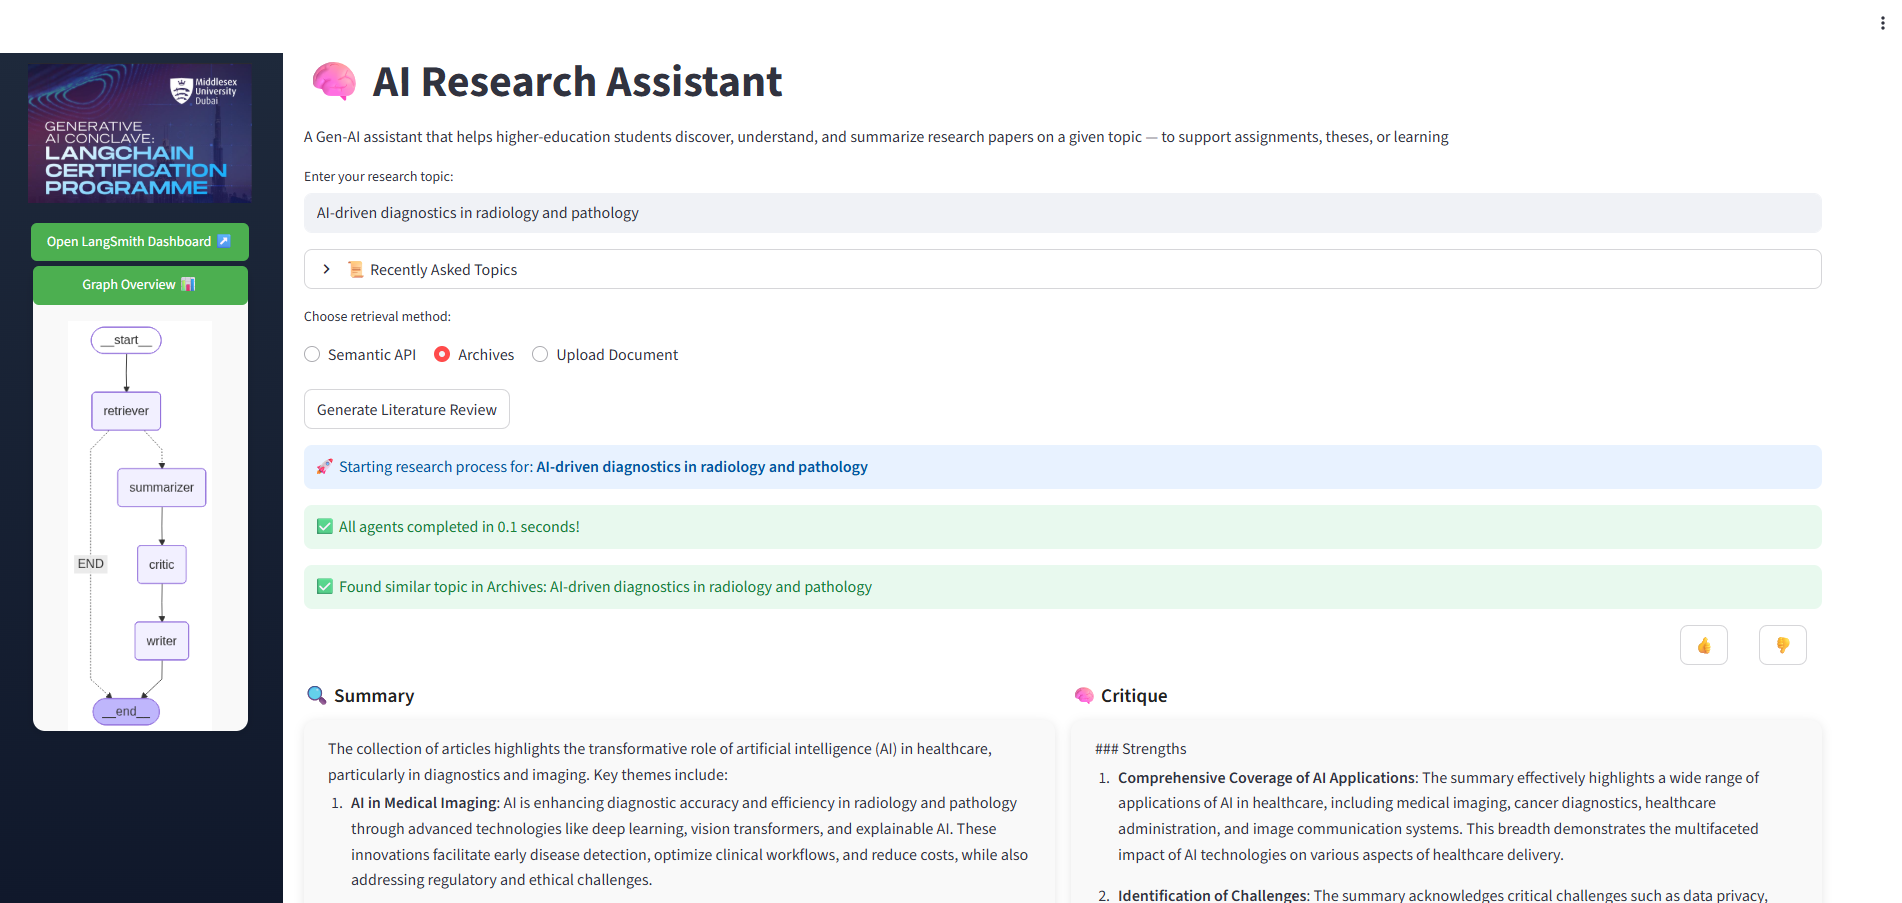 Middlesex
University
Dubai
GENERATIVE
AI CONCLAVE:
LANGCHAIN
CERTIFICATION
PROGRAMME
Open LangSmith Dashboard
Graph Overview
__start__
retriever
summarizer
END
critic
writer
__end__
AI Research Assistant
A Gen-AI assistant that helps higher-education students discover, understand, and summarize research papers on a given topic — to support assignments, theses, or learning
Enter your research topic:
AI-driven diagnostics in radiology and pathology
Recently Asked Topics
Choose retrieval method:
Semantic API Archives Upload Document
Generate Literature Review
Starting research process for: AI-driven diagnostics in radiology and pathology
All agents completed in 0.1 seconds!
Found similar topic in Archives: AI-driven diagnostics in radiology and pathology
Summary
The collection of articles highlights the transformative role of artificial intelligence (AI) in healthcare,
particularly in diagnostics and imaging. Key themes include:
1. AI in Medical Imaging: AI is enhancing diagnostic accuracy and efficiency in radiology and pathology
through advanced technologies like deep learning, vision transformers, and explainable AI. These
innovations facilitate early disease detection, optimize clinical workflows, and reduce costs, while also
addressing regulatory and ethical challenges.
Critique
### Strengths
1. Comprehensive Coverage of AI Applications: The summary effectively highlights a wide range of
applications of AI in healthcare, including medical imaging, cancer diagnostics, healthcare
administration, and image communication systems. This breadth demonstrates the multifaceted
impact of AI technologies on various aspects of healthcare delivery.
2. Identification of Challenges: The summary acknowledges critical challenges such as data privacy,